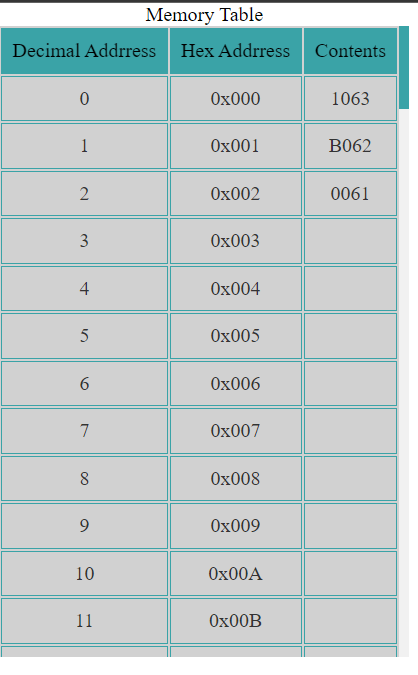 Memory Table
Decimal Addrress Hex Addrress Contents
0 0x000 1063
1 0x001 B062
2 0x002 0061
3 0x003
4 0x004
5 0x005
6 0x006
7 0x007
8 0x008
9 0x009
10 0x00A
11 0x00B